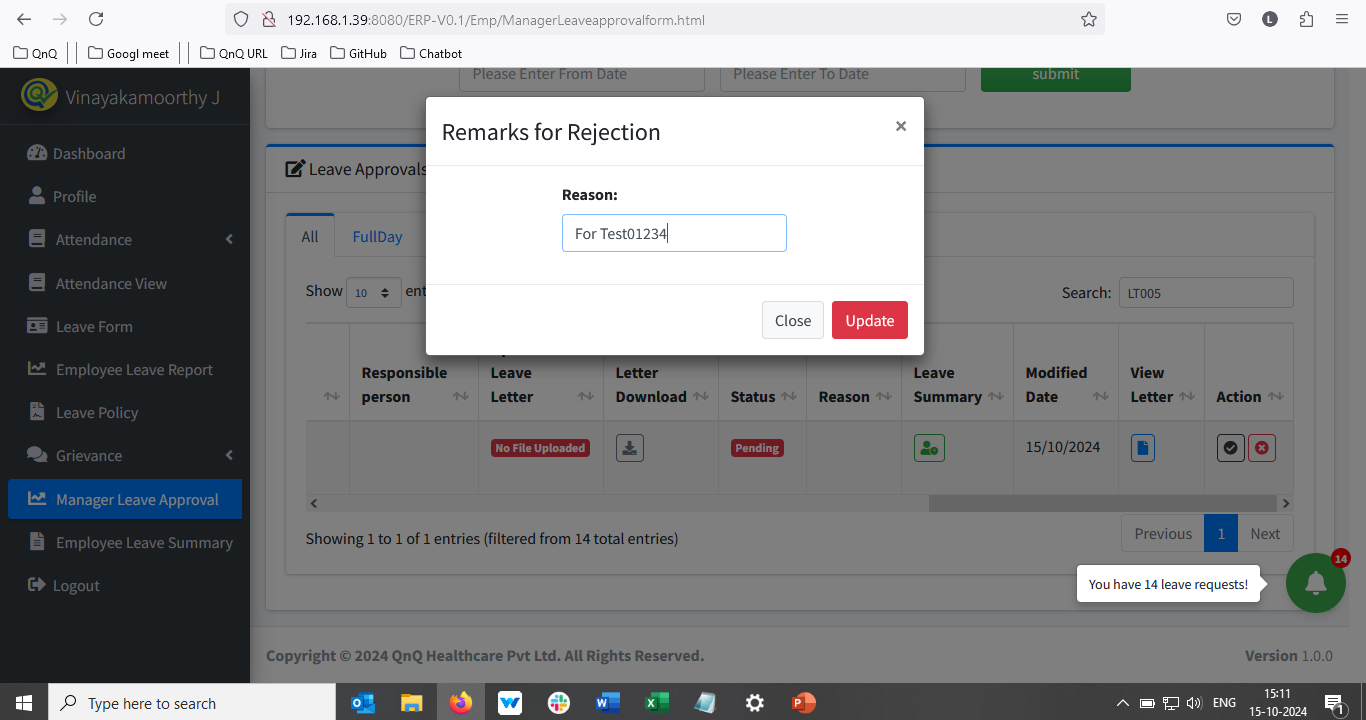 192.168.1.39:8080/ERP-V0.1/Emp/ManagerLeaveapprovalform.html
L
QnQ
Googl meet
QnQ URL
Jira
GitHub
Chatbot
Vinayakamoorthy J
Dashboard
Profile
Attendance
Attendance View
Leave Form
Employee Leave Report
Leave Policy
Grievance
Manager Leave Approval
Employee Leave Summary
Logout
Please Enter From Date
Please Enter To Date
submit
Remarks for Rejection
×
Reason:
For Test01234
Close
Update
Leave Approvals
All
FullDay
Show 10 ent
Search: LT005
Responsible person
Leave Letter
Letter Download
Status
Reason
Leave Summary
Modified Date
View Letter
Action
No File Uploaded
Pending
15/10/2024
Showing 1 to 1 of 1 entries (filtered from 14 total entries)
Previous
1
Next
14
You have 14 leave requests!
Copyright © 2024 QnQ Healthcare Pvt Ltd. All Rights Reserved.
Version 1.0.0
Type here to search
ENG
15:11
15-10-2024
1